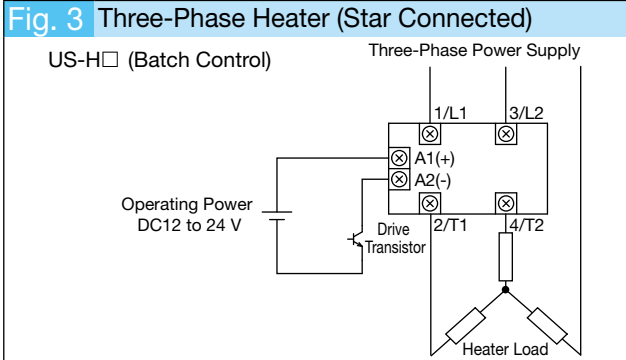 Fig. 3 Three-Phase Heater (Star Connected)
US-H□ (Batch Control)
Three-Phase Power Supply
1/L1
3/L2
A1(+)
A2(-)
Operating Power
DC12 to 24 V
Drive
Transistor
2/T1
4/T2
Heater Load